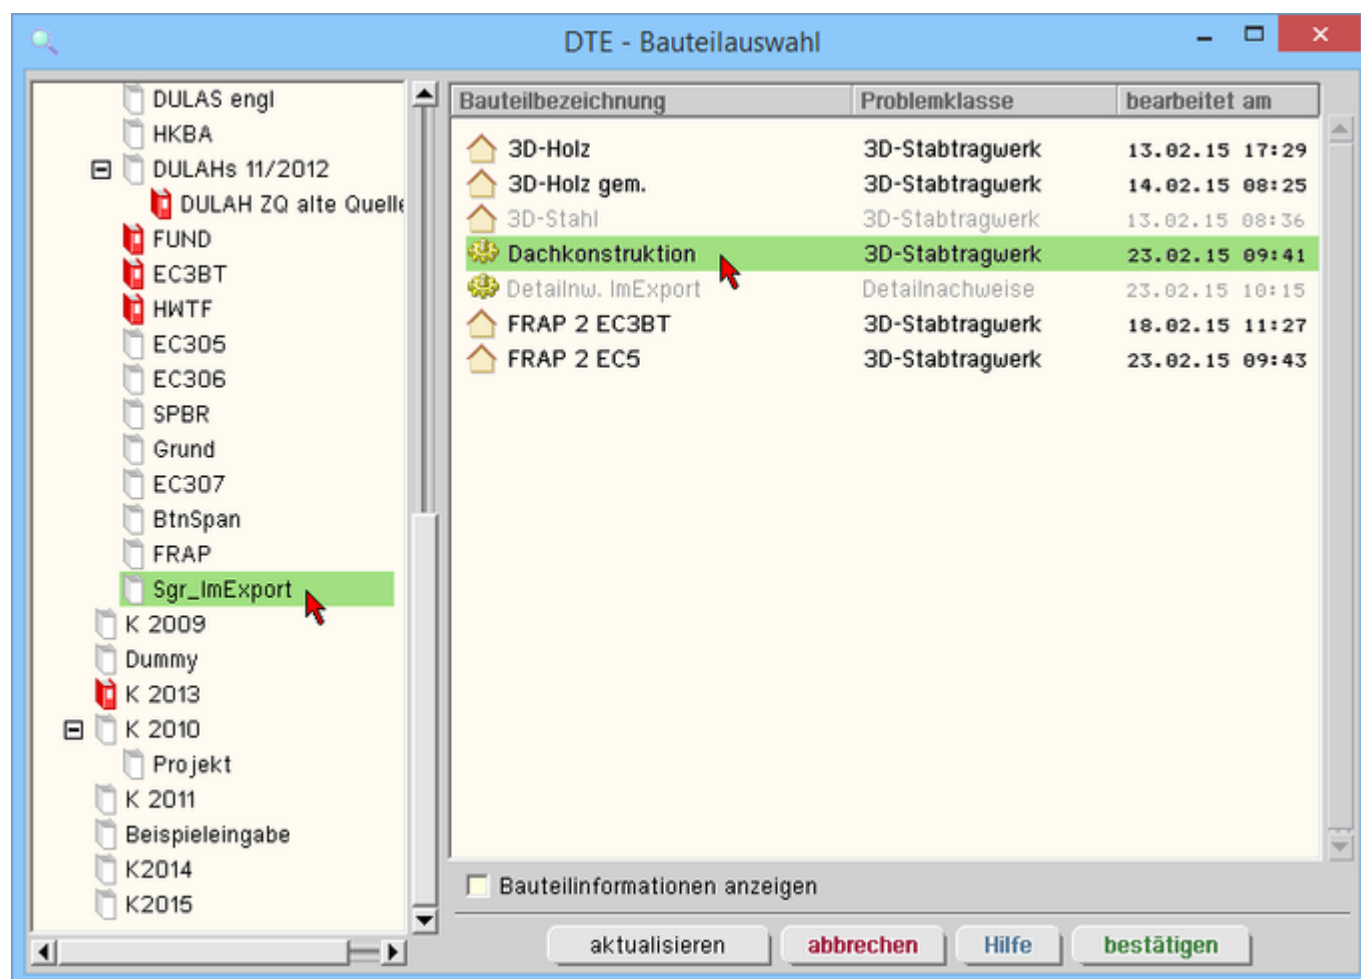 DTE - Bauteilauswahl
DULAS engl
HKBA
DULAHs 11/2012
DULAH ZQ alte Quelle
FUND
EC3BT
HWTF
EC305
EC306
SPBR
Grund
EC307
BtnSpan
FRAP
Sgr_ImExport
K 2009
Dummy
K 2013
K 2010
Projekt
K 2011
Beispieleingabe
K2014
K2015
Bauteilbezeichnung Problemklasse bearbeitet am
3D-Holz 3D-Stabtragwerk 13.02.15 17:29
3D-Holz gem. 3D-Stabtragwerk 14.02.15 08:25
3D-Stahl 3D-Stabtragwerk 13.02.15 08:36
Dachkonstruktion 3D-Stabtragwerk 23.02.15 09:41
Detailnw. ImExport Detailnachweise 23.02.15 10:15
FRAP 2 EC3BT 3D-Stabtragwerk 18.02.15 11:27
FRAP 2 EC5 3D-Stabtragwerk 23.02.15 09:43
Bauteilinformationen anzeigen
aktualisieren abbrechen Hilfe bestätigen